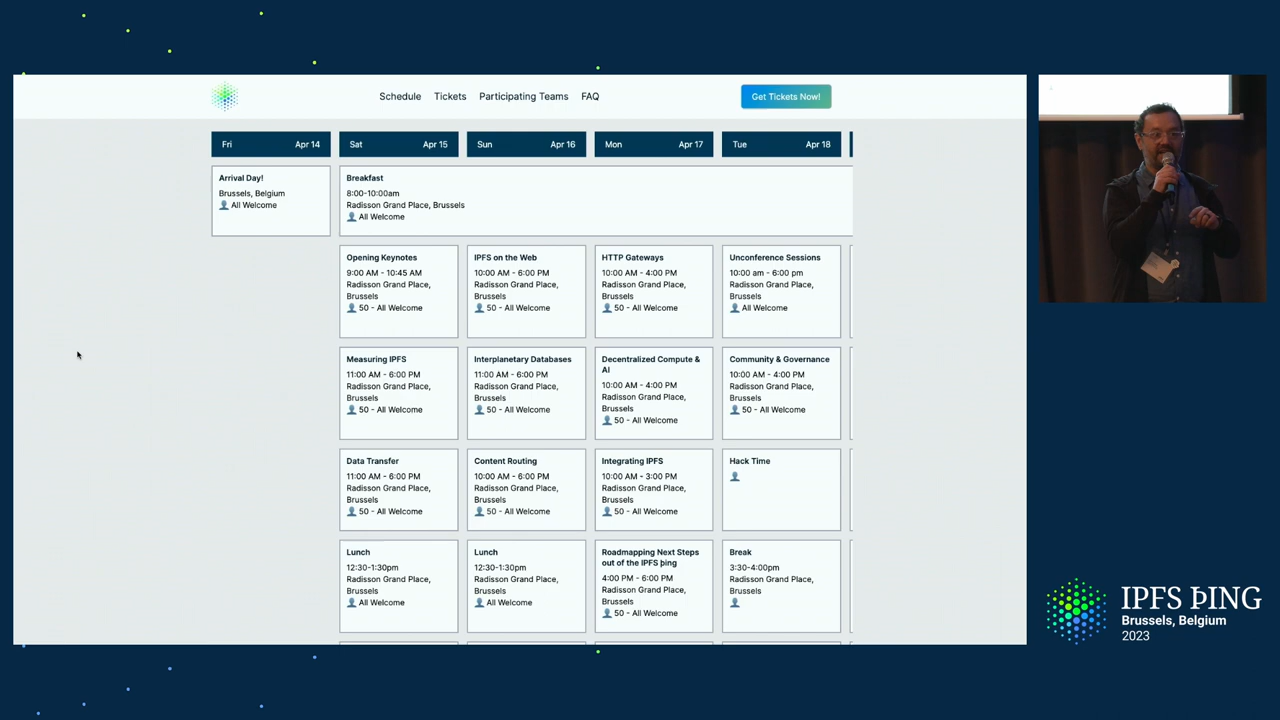 Schedule Tickets Participating Teams FAQ Get Tickets Now!
Fri Apr 14
Sat Apr 15
Sun Apr 16
Mon Apr 17
Tue Apr 18
Arrival Day!
Brussels, Belgium
All Welcome
Breakfast
8:00-10:00am
Radisson Grand Place, Brussels
All Welcome
Opening Keynotes
9:00 AM - 10:45 AM
Radisson Grand Place,
Brussels
50 - All Welcome
IPFS on the Web
10:00 AM - 6:00 PM
Radisson Grand Place,
Brussels
50 - All Welcome
HTTP Gateways
10:00 AM - 4:00 PM
Radisson Grand Place,
Brussels
50 - All Welcome
Unconference Sessions
10:00 am - 6:00 pm
Radisson Grand Place,
Brussels
All Welcome
Measuring IPFS
11:00 AM - 6:00 PM
Radisson Grand Place,
Brussels
50 - All Welcome
Interplanetary Databases
11:00 AM - 6:00 PM
Radisson Grand Place,
Brussels
50 - All Welcome
Decentralized Compute &
AI
10:00 AM - 4:00 PM
Radisson Grand Place,
Brussels
50 - All Welcome
Community & Governance
10:00 AM - 4:00 PM
Radisson Grand Place,
Brussels
50 - All Welcome
Data Transfer
11:00 AM - 6:00 PM
Radisson Grand Place,
Brussels
50 - All Welcome
Content Routing
10:00 AM - 6:00 PM
Radisson Grand Place,
Brussels
50 - All Welcome
Integrating IPFS
10:00 AM - 3:00 PM
Radisson Grand Place,
Brussels
50 - All Welcome
Hack Time
Lunch
12:30-1:30pm
Radisson Grand Place,
Brussels
All Welcome
Lunch
12:30-1:30pm
Radisson Grand Place,
Brussels
All Welcome
Roadmapping Next Steps
out of the IPFS þing
4:00 PM - 6:00 PM
Radisson Grand Place,
Brussels
50 - All Welcome
Break
3:30-4:00pm
Radisson Grand Place,
Brussels
IPFS ÞING
Brussels, Belgium
2023